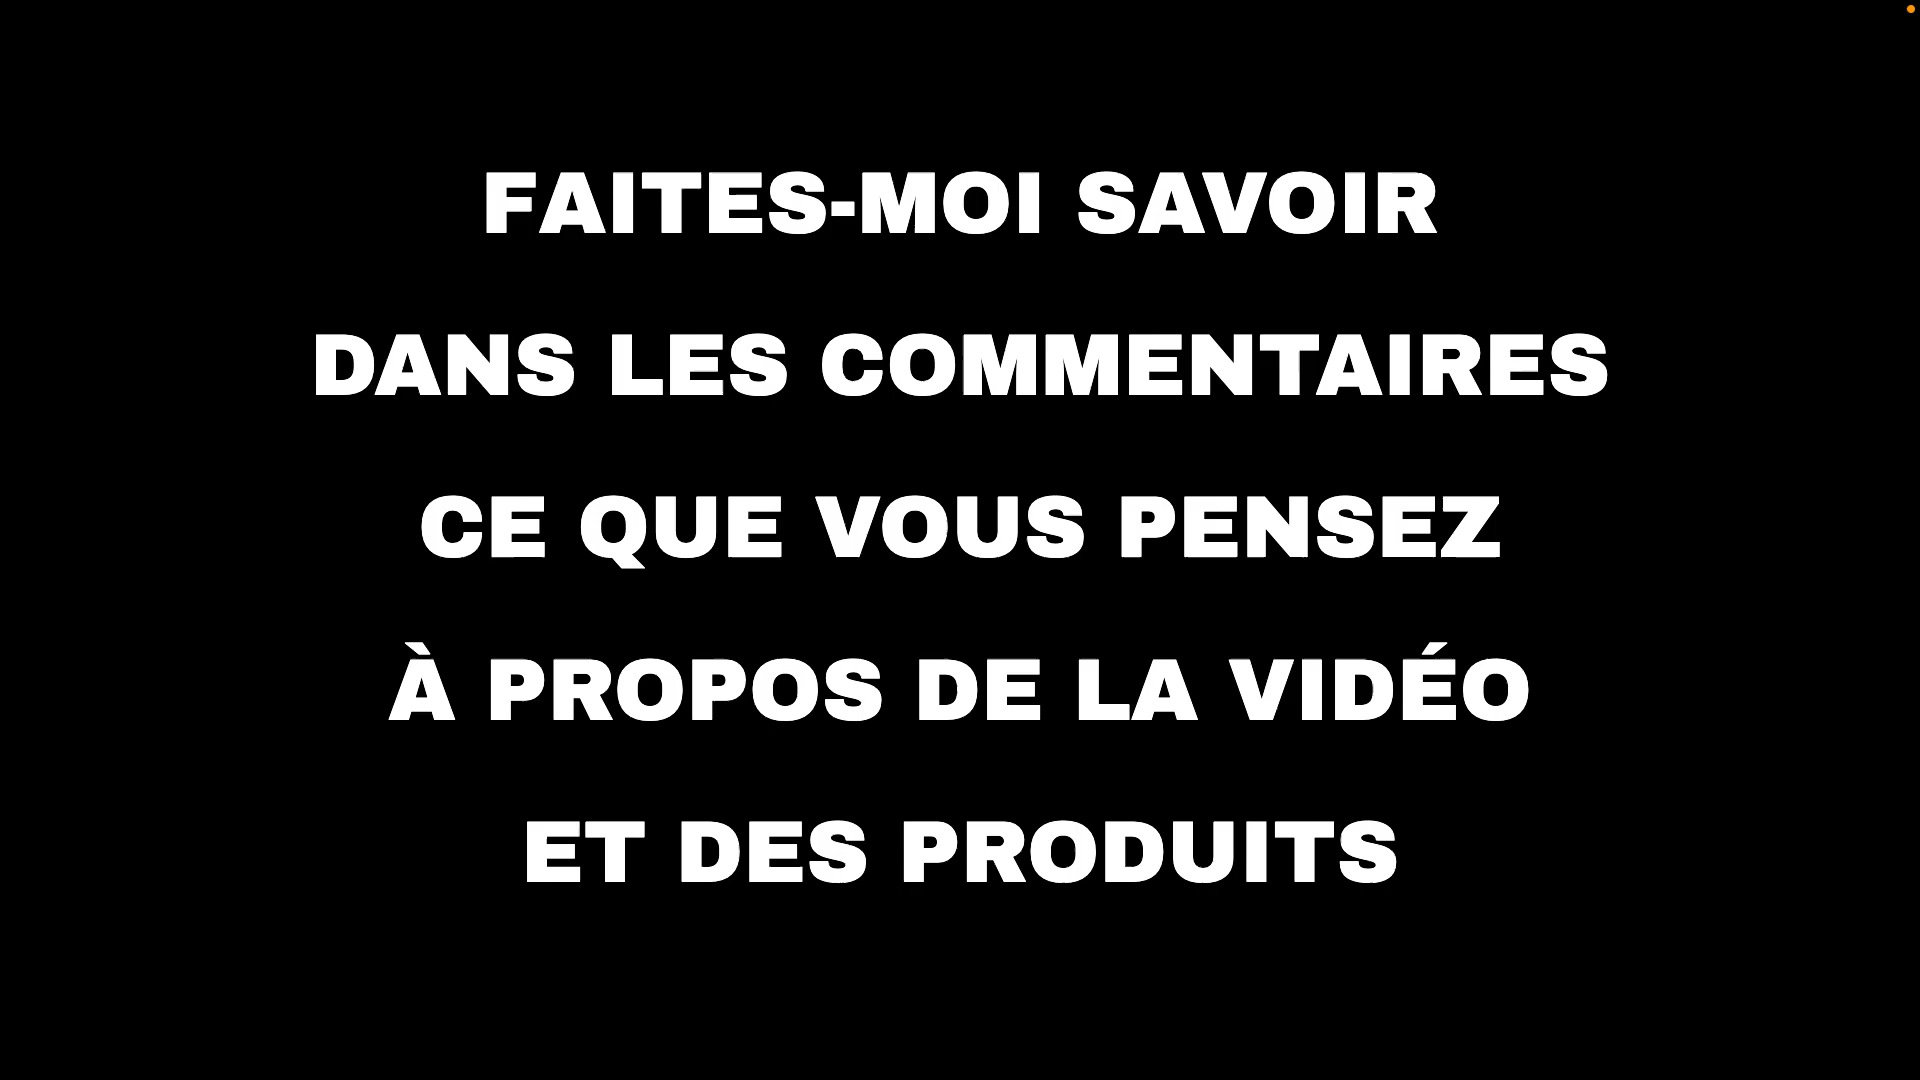 FAITES-MOI SAVOIR
DANS LES COMMENTAIRES
CE QUE VOUS PENSEZ
À PROPOS DE LA VIDÉO
ET DES PRODUITS